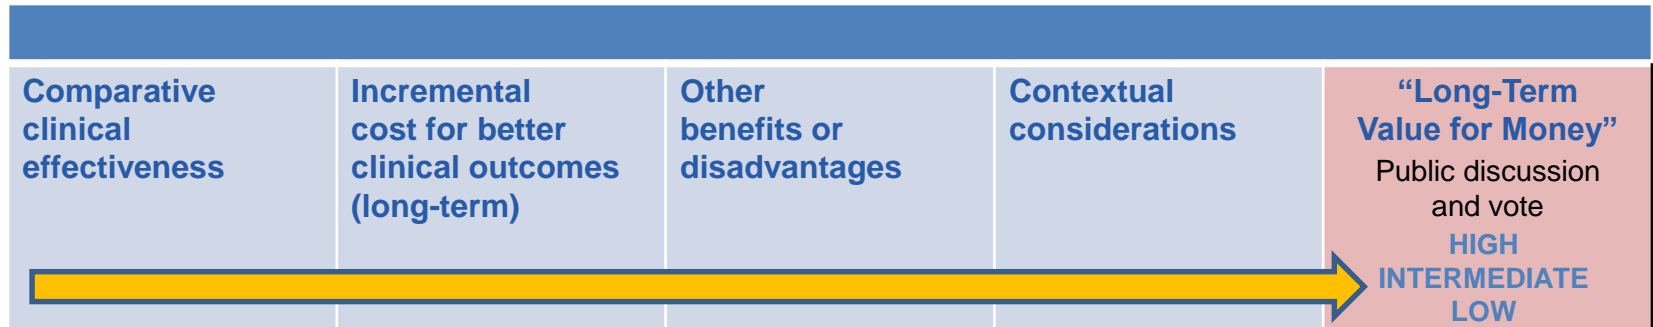 Comparative
clinical
effectiveness
Incremental
cost for better
clinical outcomes
(long-term)
Other
benefits or
disadvantages
Contextual
considerations
“Long-Term
Value for Money”
Public discussion
and vote
HIGH
INTERMEDIATE
LOW